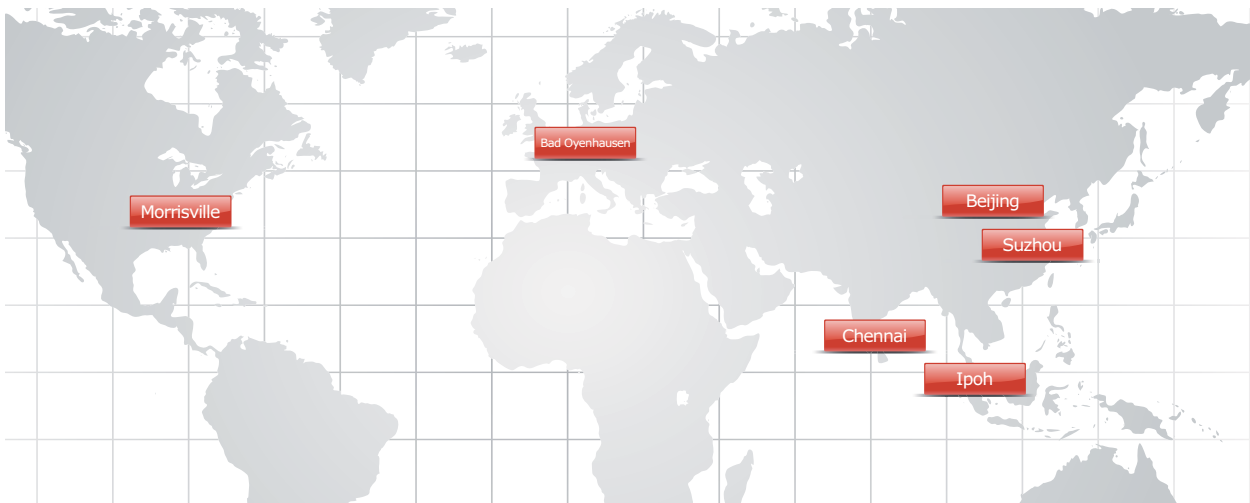 Bad Oyenhausen
Morrisville
Beijing
Suzhou
Chennai
Ipoh